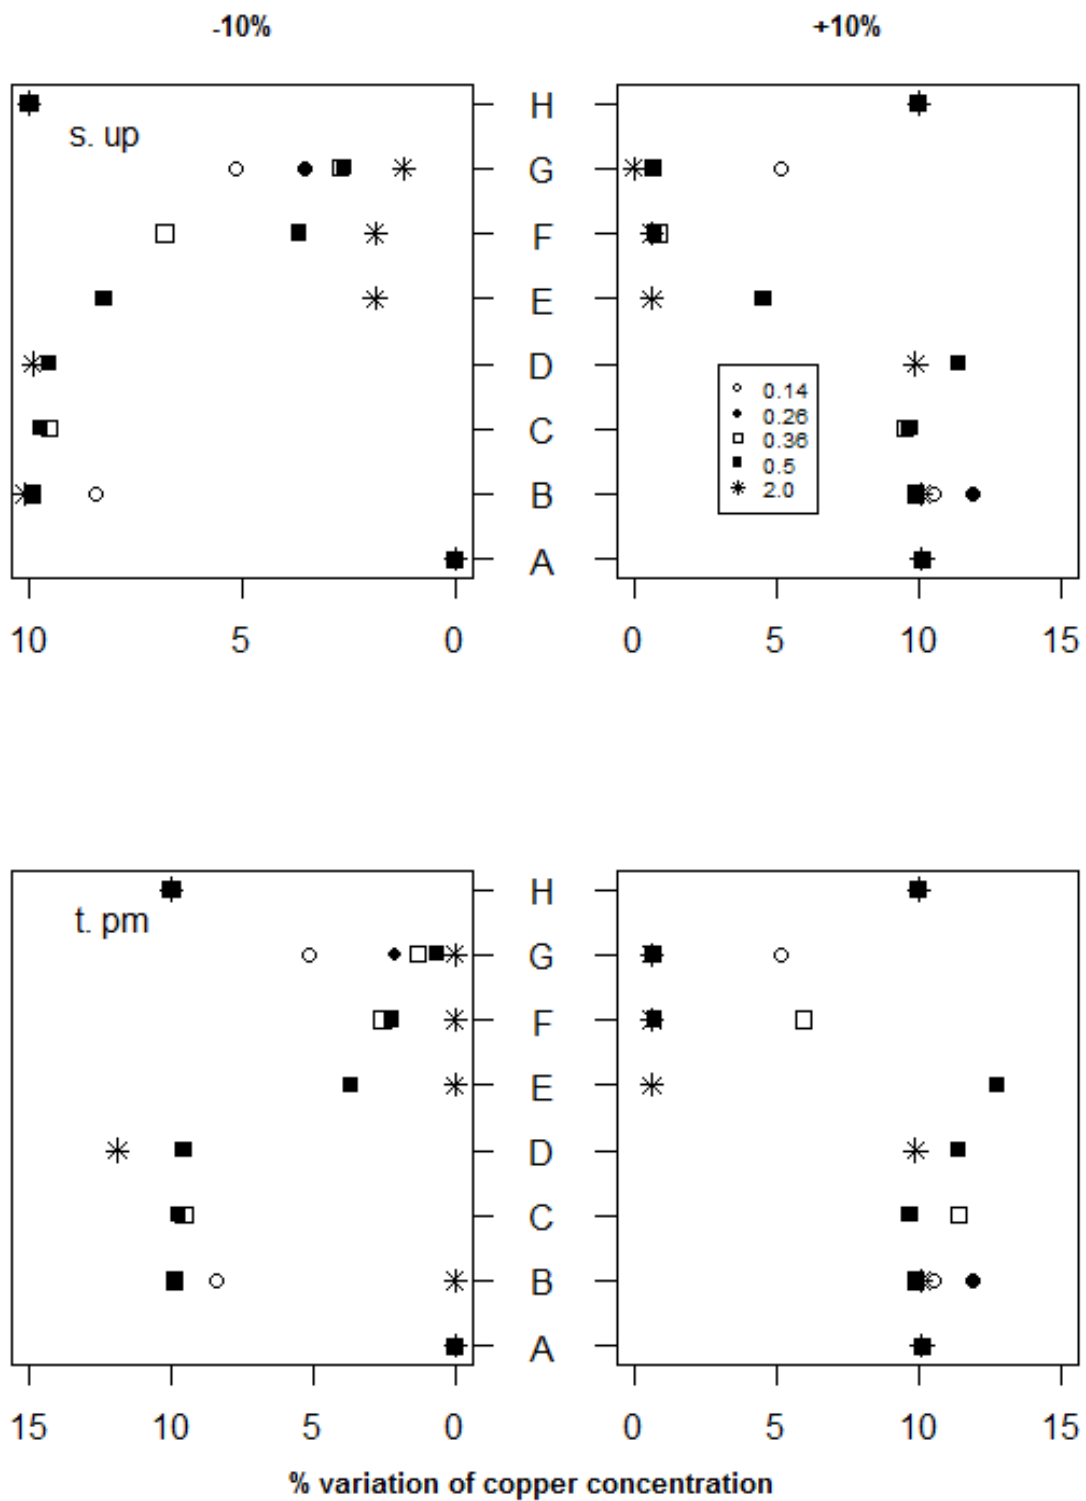 -10% +10%
H
s. up
G
F
E
D
0.14
0.26
0.36
0.5
2.0
C
B
A
10 5 0 0 5 10 15
H
t. pm
G
F
E
D
C
B
A
15 10 5 0 0 5 10 15
% variation of copper concentration